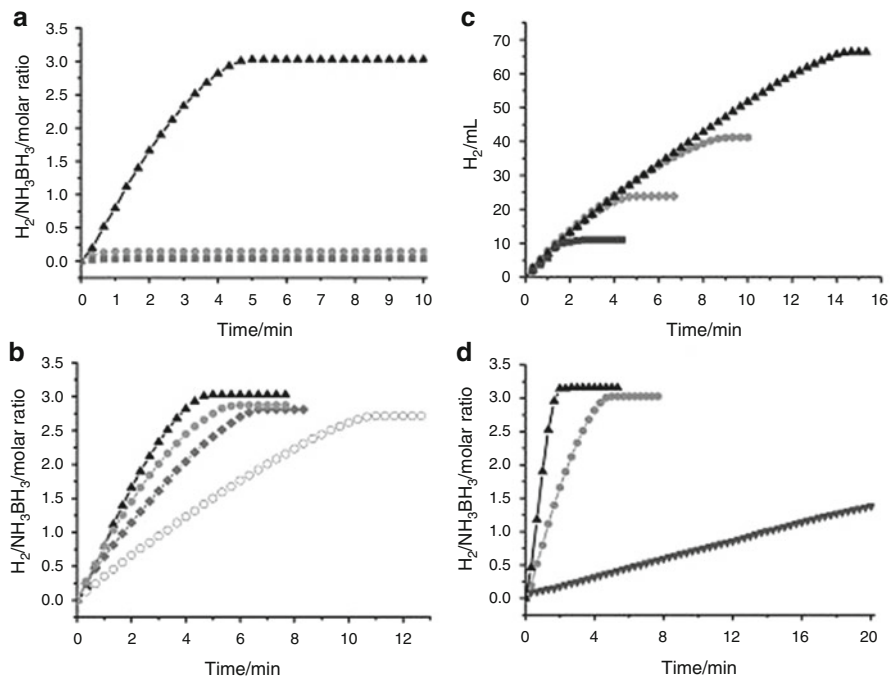 a
H₂/NH₃BH₃/molar ratio
3.5
3.0
2.5
2.0
1.5
1.0
0.5
0.0
0 1 2 3 4 5 6 7 8 9 10
Time/min
c
H₂/mL
70
60
50
40
30
20
10
0
0 2 4 6 8 10 12 14 16
Time/min
b
H₂/NH₃BH₃/molar ratio
3.5
3.0
2.5
2.0
1.5
1.0
0.5
0.0
0 2 4 6 8 10 12
Time/min
d
H₂/NH₃BH₃/molar ratio
3.5
3.0
2.5
2.0
1.5
1.0
0.5
0.0
0 4 8 12 16 20
Time/min